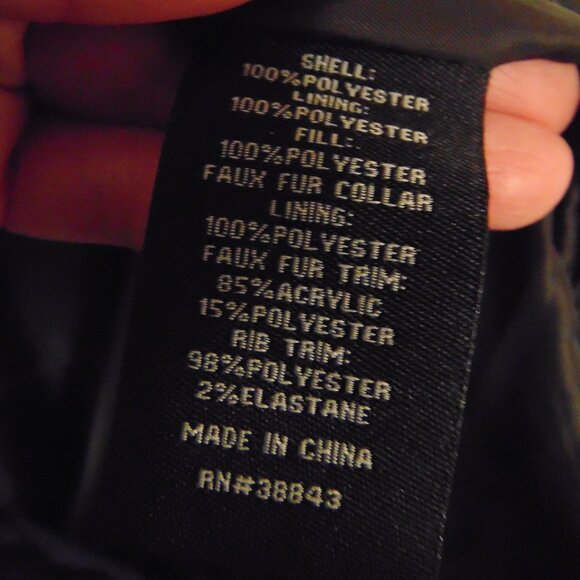 SHELL:
100%POLYESTER
LINING:
100%POLYESTER
FILL:
100%POLYESTER
FAUX FUR COLLAR
LINING:
100%POLYESTER
FAUX FUR TRIM:
85%ACRYLIC
15%POLYESTER
RIB TRIM:
98%POLYESTER
2%ELASTANE
MADE IN CHINA
RN#38843